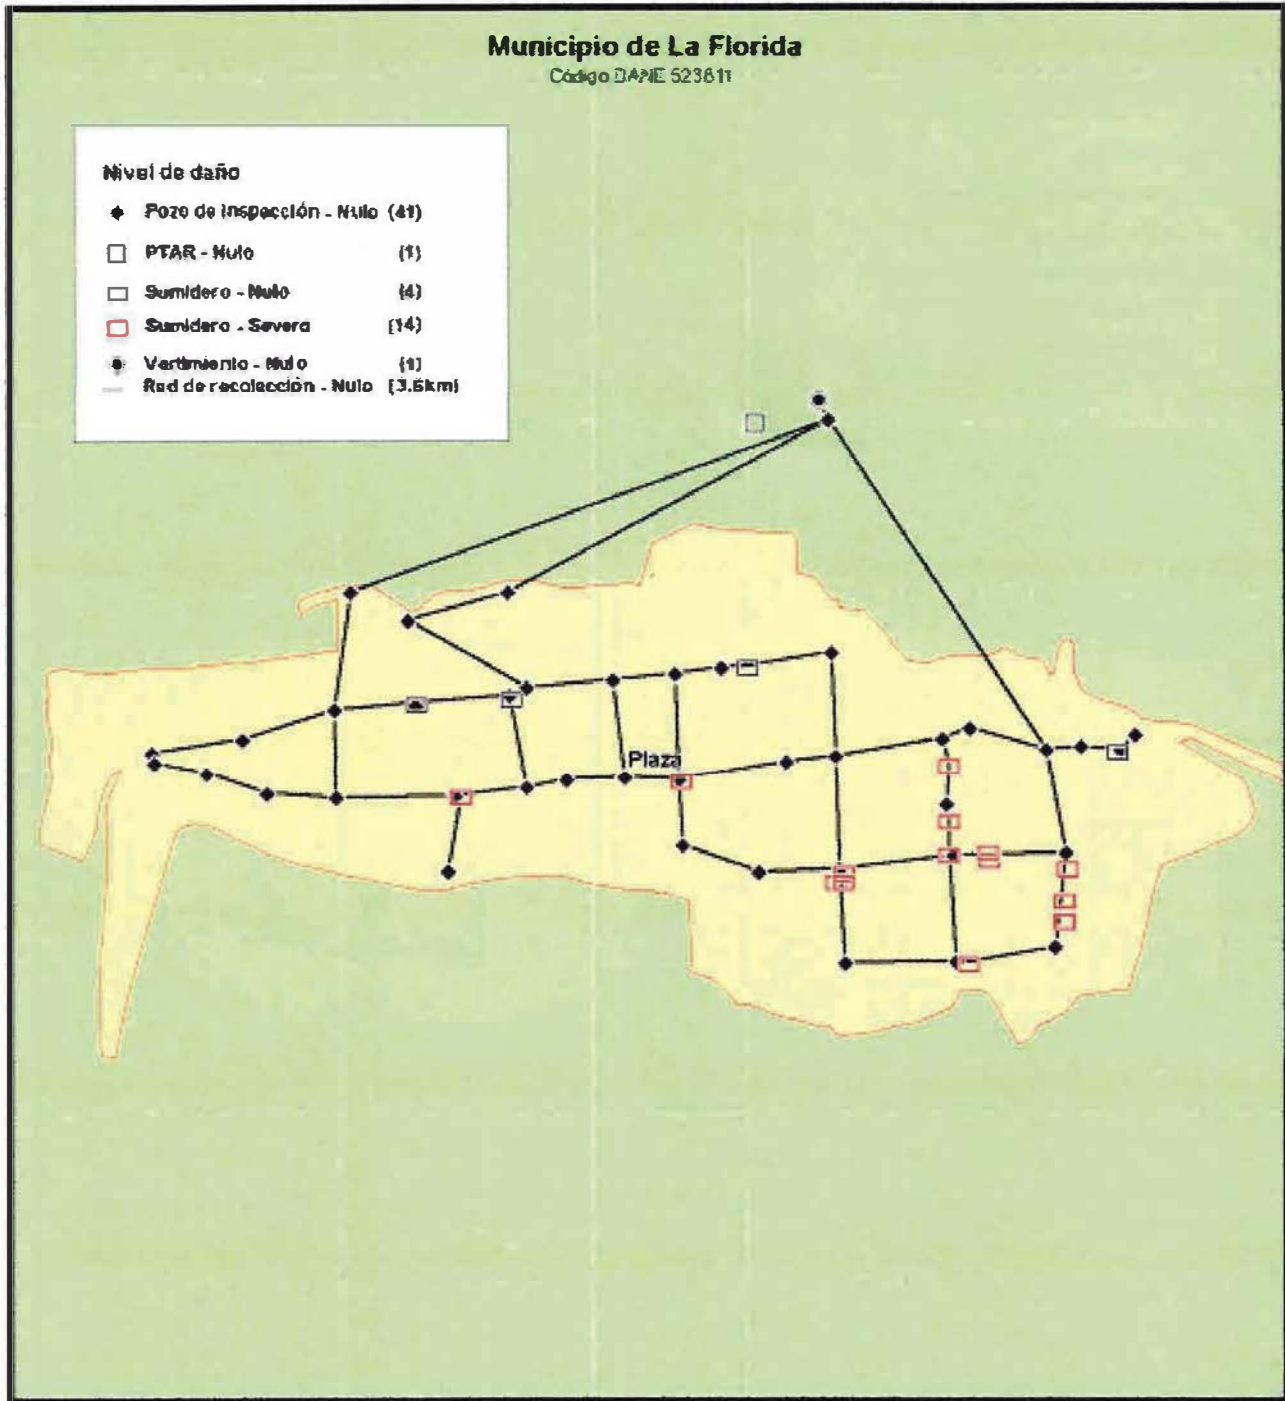 Municipio de La Florida
Código DANE 523811
Nivel de daño
Pozo de Inspección - Nulo (41)
PTAR - Nulo (1)
Sumidero - Nulo (4)
Sumidero - Severa (14)
Vertimiento - Nulo (1)
Red de recolección - Nulo (3.6km)
Plaza